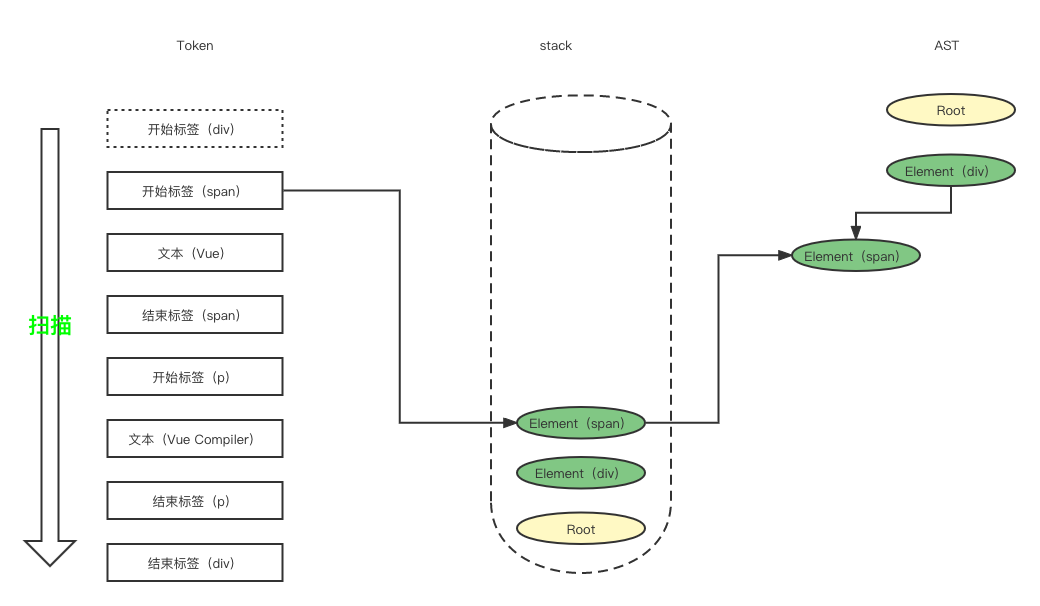 Token
stack
AST
开始标签（div）
开始标签（span）
文本（Vue）
结束标签（span）
开始标签（p）
文本（Vue Compiler）
结束标签（p）
结束标签（div）
扫描
Element（span）
Element（div）
Root
Root
Element（div）
Element（span）